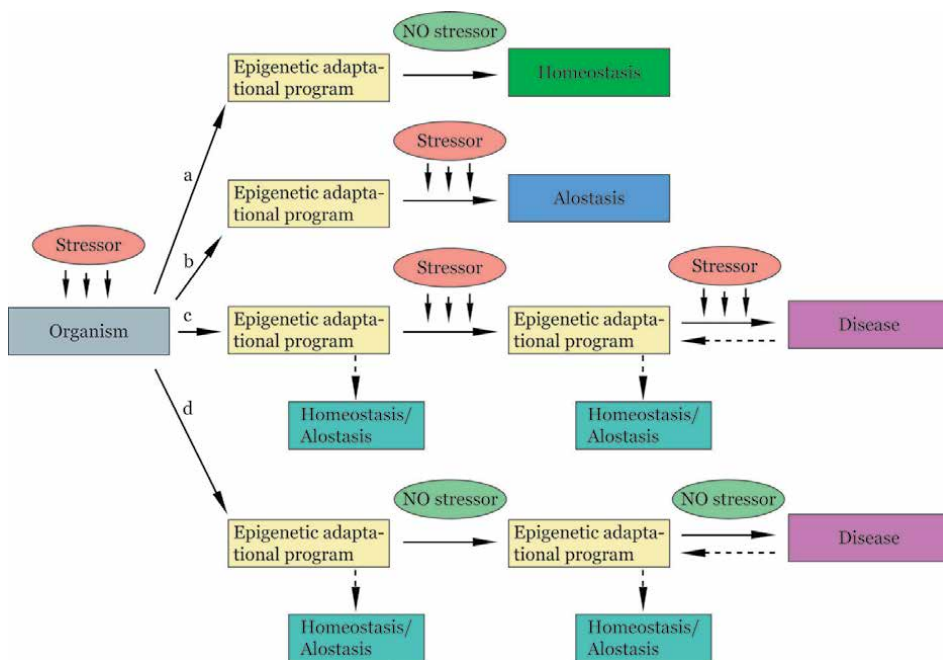 NO stressor
Epigenetic adapta-
tional program
Homeostasis
Stressor
a
Epigenetic adapta-
tional program
Alostasis
Stressor
b
Stressor
Stressor
c
Organism
Epigenetic adapta-
tional program
Epigenetic adapta-
tional program
Disease
d
Homeostasis/
Alostasis
Homeostasis/
Alostasis
NO stressor
NO stressor
Epigenetic adapta-
tional program
Epigenetic adapta-
tional program
Disease
Homeostasis/
Alostasis
Homeostasis/
Alostasis